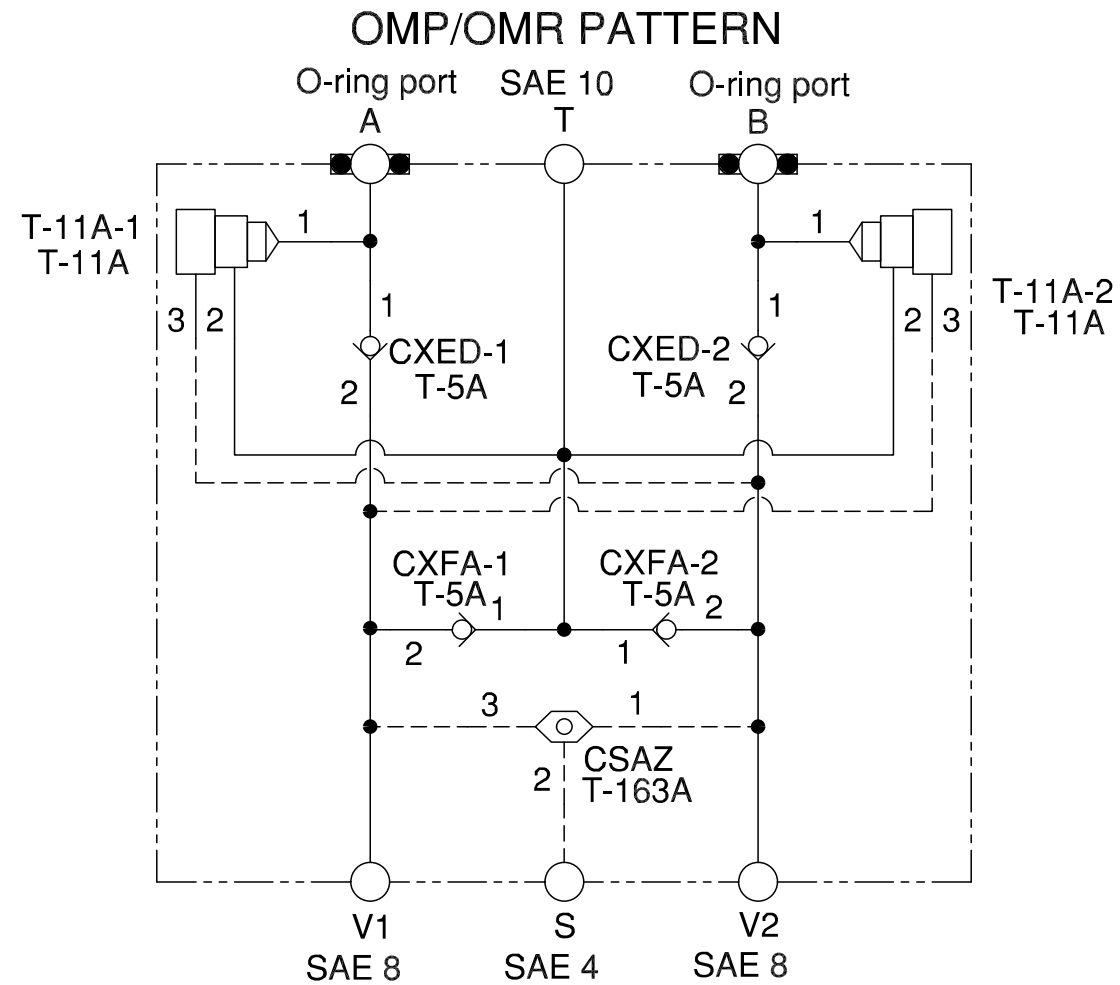 OMP/OMR PATTERN
O-ring port
A
SAE 10
T
O-ring port
B
T-11A-1
T-11A
1
1
3
2
1
1
2
3
T-11A-2
T-11A
CXED-1
T-5A
2
CXED-2
T-5A
2
CXFA-1
T-5A
1
2
CXFA-2
T-5A
2
1
3
1
2
CSAZ
T-163A
V1
SAE 8
S
SAE 4
V2
SAE 8